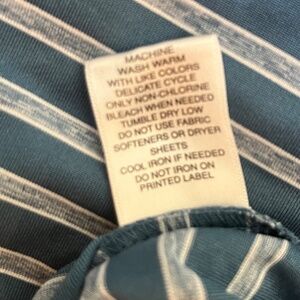 MACHINE
WASH WARM
WITH LIKE COLORS
DELICATE CYCLE
ONLY NON-CHLORINE
BLEACH WHEN NEEDED
TUMBLE DRY LOW
DO NOT USE FABRIC
SOFTENERS OR DRYER
SHEETS
COOL IRON IF NEEDED
DO NOT IRON ON
PRINTED LABEL